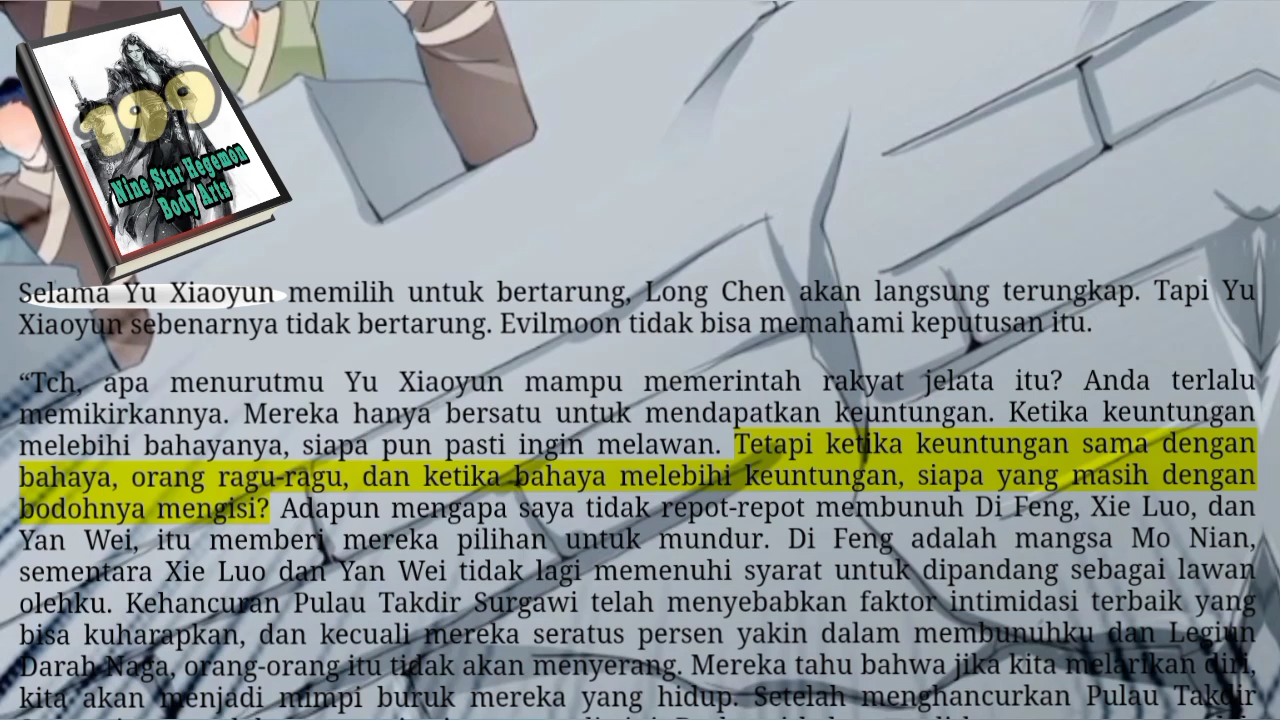 199
Nine Star Hegemon
Body Arts
Selama Yu Xiaoyun memilih untuk bertarung, Long Chen akan langsung terungkap. Tapi Yu
Xiaoyun sebenarnya tidak bertarung. Evilmoon tidak bisa memahami keputusan itu.
“Tch, apa menurutmu Yu Xiaoyun mampu memerintah rakyat jelata itu? Anda terlalu
memikirkannya. Mereka hanya bersatu untuk mendapatkan keuntungan. Ketika keuntungan
melebihi bahayanya, siapa pun pasti ingin melawan. Tetapi ketika keuntungan sama dengan
bahaya, orang ragu-ragu, dan ketika bahaya melebihi keuntungan, siapa yang masih dengan
bodohnya mengisi? Adapun mengapa saya tidak repot-repot membunuh Di Feng, Xie Luo, dan
Yan Wei, itu memberi mereka pilihan untuk mundur. Di Feng adalah mangsa Mo Nian,
sementara Xie Luo dan Yan Wei tidak lagi memenuhi syarat untuk dipandang sebagai lawan
olehku. Kehancuran Pulau Takdir Surgawi telah menyebabkan faktor intimidasi terbaik yang
bisa kuharapkan, dan kecuali mereka seratus persen yakin dalam membunuhku dan Legiun
Darah Naga, orang-orang itu tidak akan menyerang. Mereka tahu bahwa jika kita melarikan diri,
kita akan menjadi mimpi buruk mereka yang hidup. Setelah menghancurkan Pulau Takdir